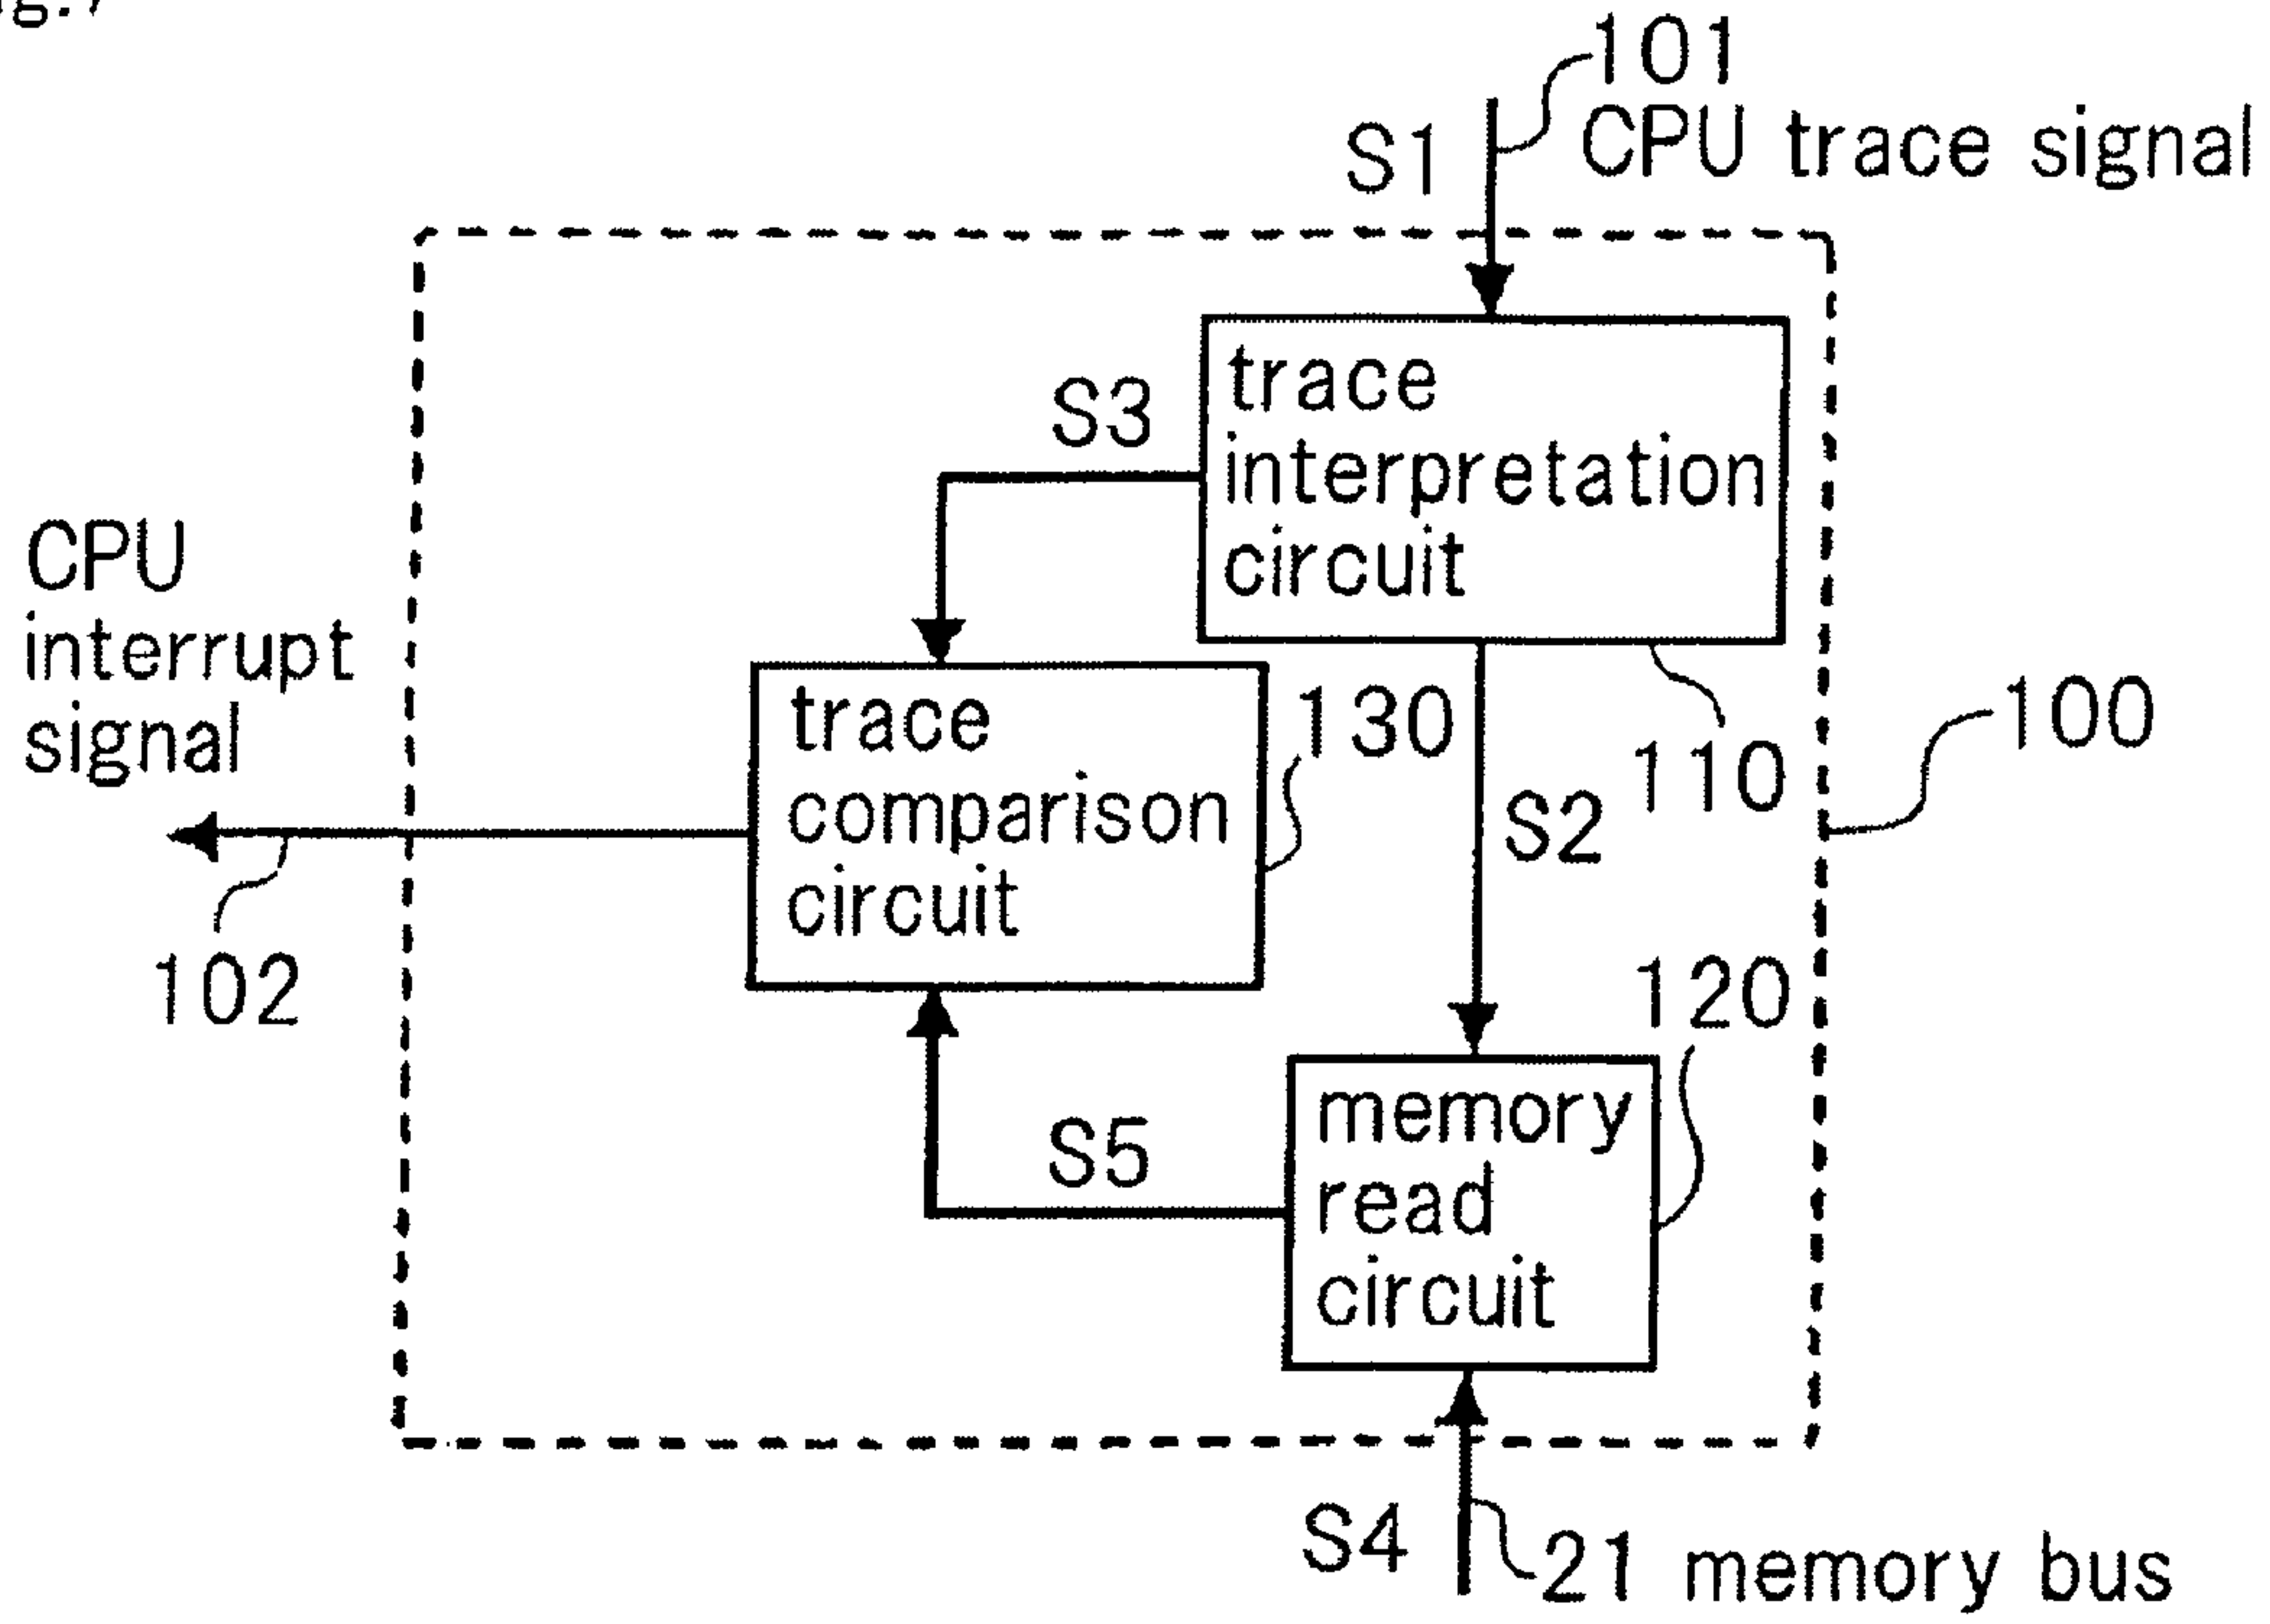 101
S1
CPU trace signal
trace
interpretation
circuit
S3
CPU
interrupt
signal
trace
comparison
circuit
130
110
100
S2
102
120
memory
read
circuit
S5
S4
21 memory bus